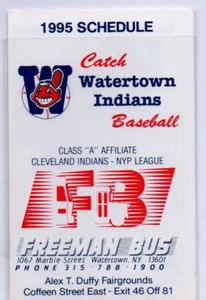 1995 SCHEDULE
Catch
Watertown
Indians
Baseball
CLASS "A" AFFILIATE
CLEVELAND INDIANS - NYP LEAGUE
FB
FREEMAN BUS
1067 Marble Street Watertown, N.Y. 13601
PHONE 315-788-1900
Alex T. Duffy Fairgrounds
Coffeen Street East - Exit 46 Off 81